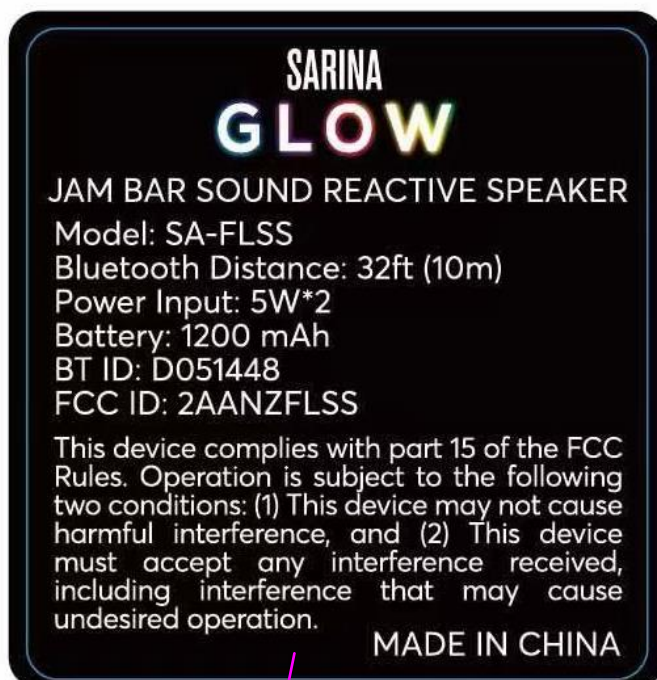 SARINA
GLOW
JAM BAR SOUND REACTIVE SPEAKER
Model: SA-FLSS
Bluetooth Distance: 32ft (10m)
Power Input: 5W*2
Battery: 1200 mAh
BT ID: D051448
FCC ID: 2AANZFLSS
This device complies with part 15 of the FCC
Rules. Operation is subject to the following
two conditions: (1) This device may not cause
harmful interference, and (2) This device
must accept any interference received,
including interference that may cause
undesired operation.
MADE IN CHINA